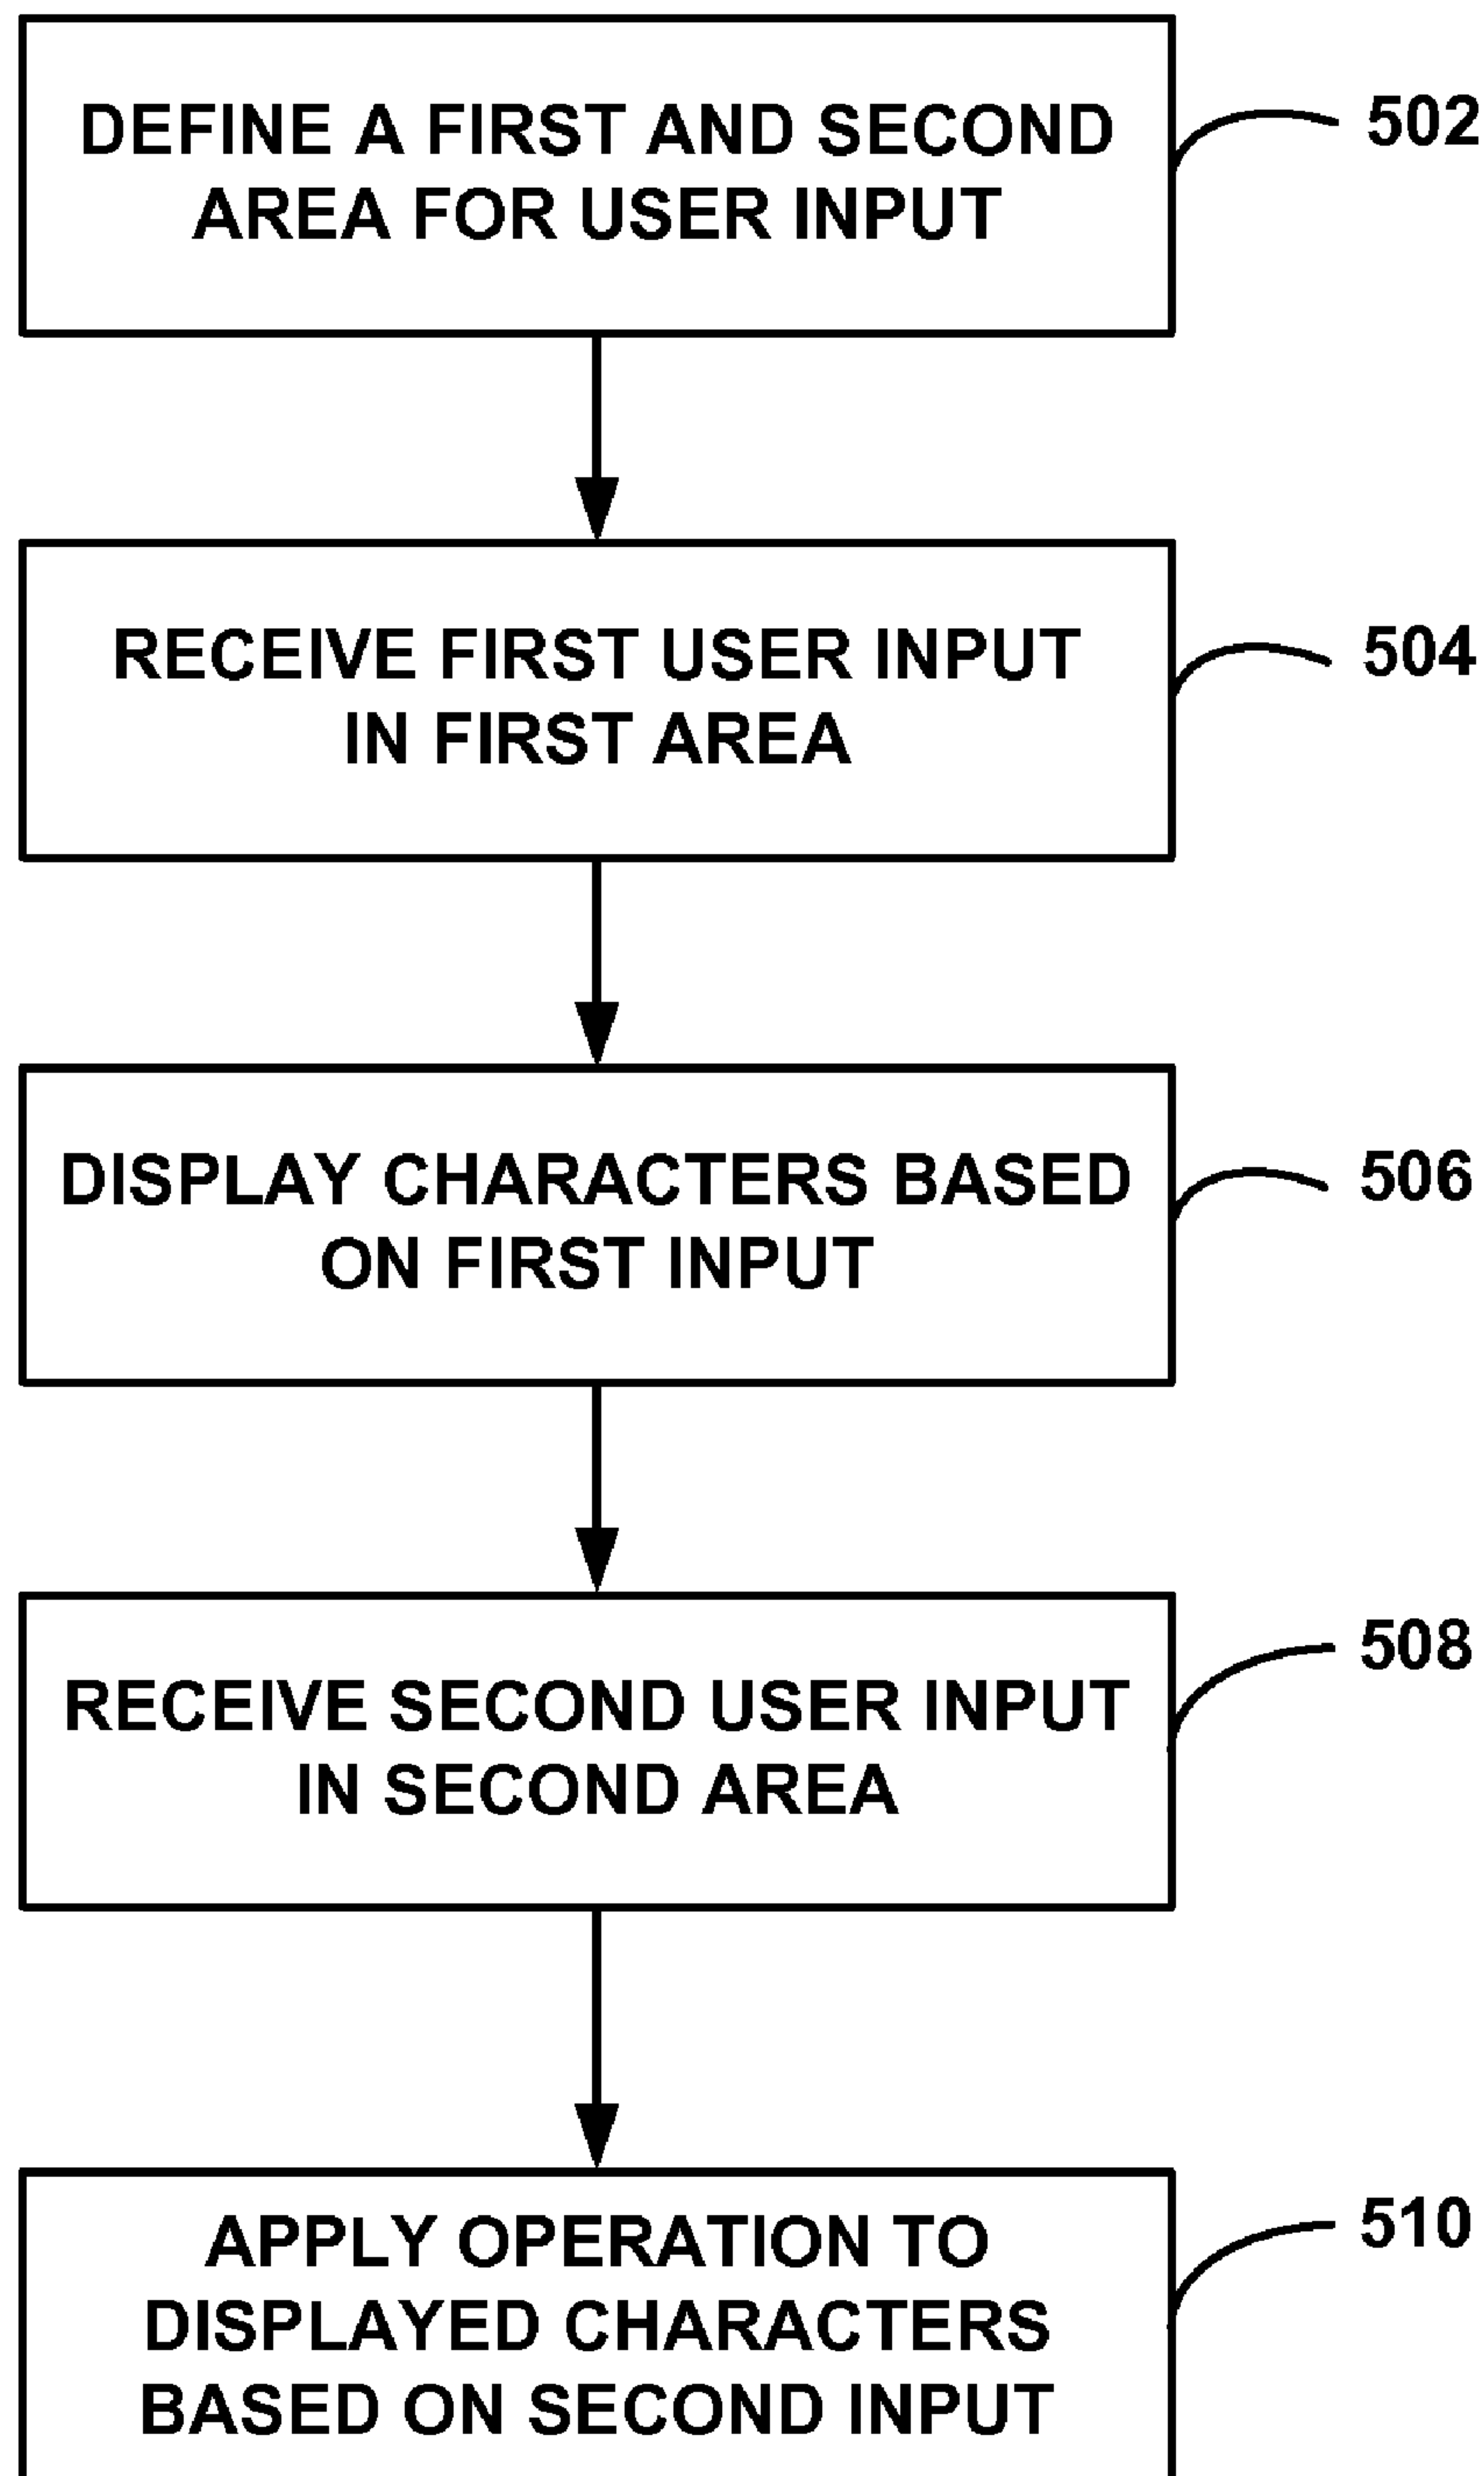 DEFINE A FIRST AND SECOND
AREA FOR USER INPUT
502
RECEIVE FIRST USER INPUT
IN FIRST AREA
504
DISPLAY CHARACTERS BASED
ON FIRST INPUT
506
RECEIVE SECOND USER INPUT
IN SECOND AREA
508
APPLY OPERATION TO
DISPLAYED CHARACTERS
BASED ON SECOND INPUT
510